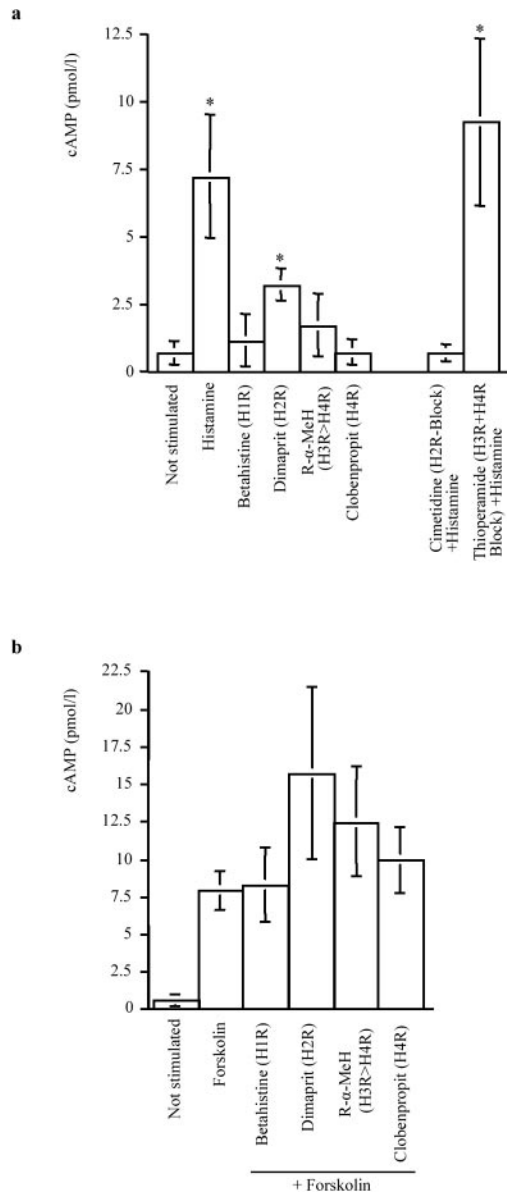 a
cAMP (pmol/l)
12.5
10
7.5
5
2.5
0
*
*
*
Not stimulated
Histamine
Betahistine (H1R)
Dimaprit (H2R)
R-α-McH
(H3R>H4R)
Clobenpropit (H4R)
Cimetidine (H2R-Block)
+Histamine
Thioperamide (H3R+H4R
Block) +Histamine
b
cAMP (pmol/l)
22.5
20
17.5
15
12.5
10
7.5
5
2.5
0
Not stimulated
Forskolin
Betahistine (H1R)
Dimaprit (H2R)
R-α-McH
(H3R>H4R)
Clobenpropit (H4R)
+ Forskolin